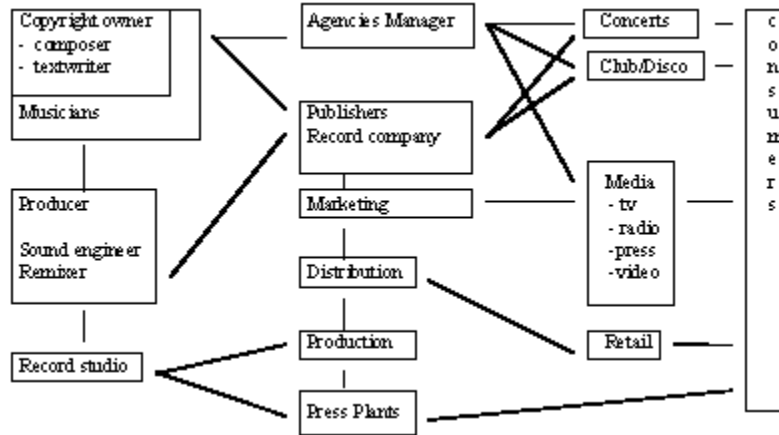 Copyright owner
- composer
- textwriter
Musicians
Producer
Sound engineer
Remixer
Record studio
Agencies Manager
Publishers
Record company
Marketing
Distribution
Production
Press Plants
Concerts
Club/Disco
Media
- tv
- radio
-press
-video
Retail
c
o
n
s
u
m
e
r
s